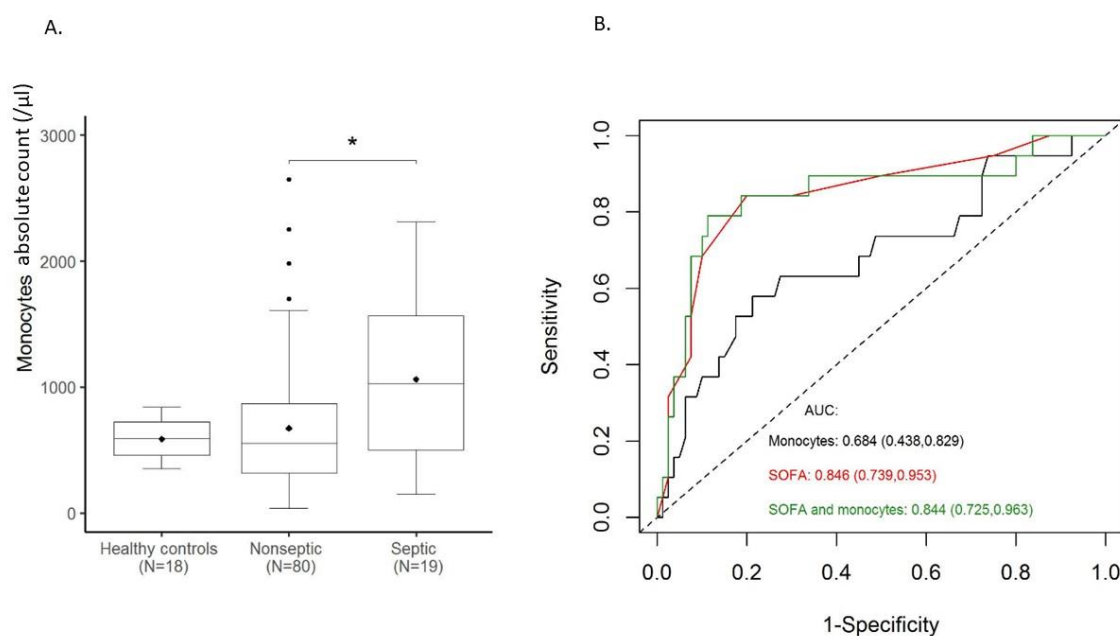 A.
Monocytes absolute count (/µl)
3000
2000
1000
0
*
Healthy controls
(N=18)
Nonseptic
(N=80)
Septic
(N=19)
B.
Sensitivity
1.0
0.8
0.6
0.4
0.2
0.0
AUC:
Monocytes: 0.684 (0.438,0.829)
SOFA: 0.846 (0.739,0.953)
SOFA and monocytes: 0.844 (0.725,0.963)
0.0 0.2 0.4 0.6 0.8 1.0
1-Specificity